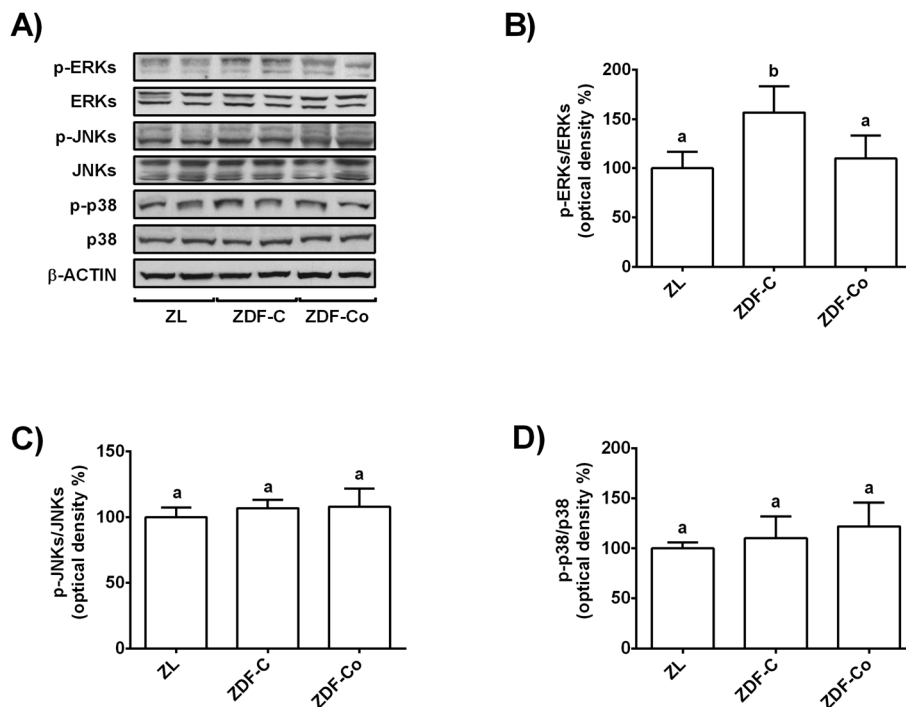 A)
p-ERKs
ERKs
p-JNKs
JNKs
p-p38
p38
β-ACTIN
ZL ZDF-C ZDF-Co
B)
p-ERKs/ERKs
(optical density %)
200
150
100
50
0
a b a
ZL ZDF-C ZDF-Co
C)
p-JNKs/JNKs
(optical density %)
150
100
50
0
a a a
ZL ZDF-C ZDF-Co
D)
p-p38/p38
(optical density %)
200
150
100
50
0
a a a
ZL ZDF-C ZDF-Co